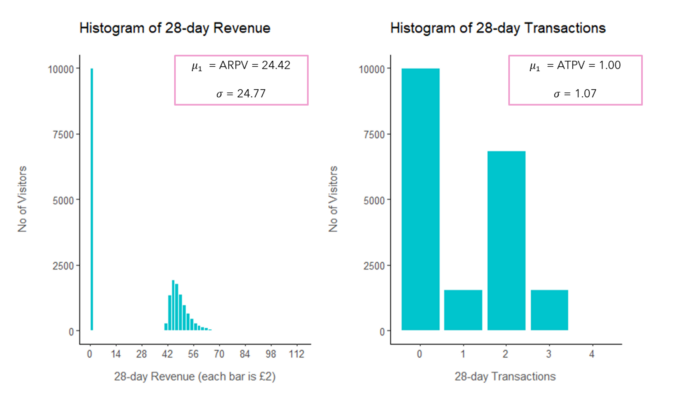 Histogram of 28-day Revenue
μ₁ = ARPV = 24.42
σ = 24.77
No of Visitors
10000
7500
5000
2500
0
0 14 28 42 56 70 84 98 112
28-day Revenue (each bar is £2)
Histogram of 28-day Transactions
μ₁ = ATPV = 1.00
σ = 1.07
No of Visitors
10000
7500
5000
2500
0
0 1 2 3 4
28-day Transactions